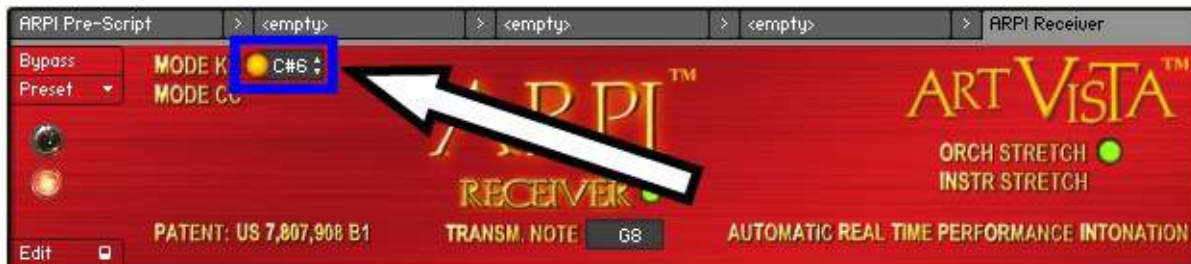 ARPI Pre-Script > <empty> > <empty> > <empty> > ARPI Receiver
Bypass
Preset
MODE K C#6
MODE CC
ARPI™
RECEIVER
ART VISTA™
ORCH STRETCH
INSTR STRETCH
PATENT: US 7,807,908 B1
TRANSM. NOTE G8
AUTOMATIC REAL TIME PERFORMANCE INTONATION
Edit